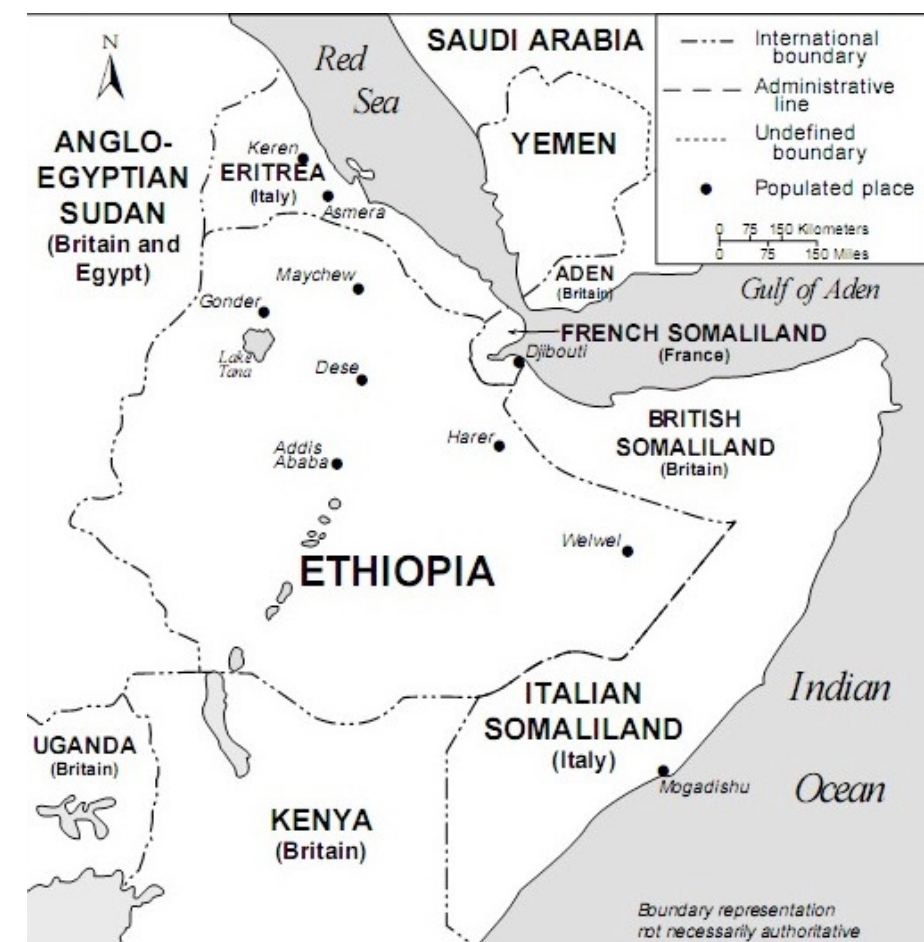 N
Red
Sea
SAUDI ARABIA
International
boundary
Administrative
line
Undefined
boundary
Populated place
0 75 150 Kilometers
0 75 150 Miles
ANGLO-
EGYPTIAN
SUDAN
(Britain and
Egypt)
Keren
ERITREA
(Italy)
Asmera
YEMEN
ADEN
(Britain)
Gulf of Aden
Maychew
Gonder
Lake
Tana
Dese
FRENCH SOMALILAND
(France)
Djibouti
BRITISH
SOMALILAND
(Britain)
Harer
Addis
Ababa
Welwel
ETHIOPIA
ITALIAN
SOMALILAND
(Italy)
Mogadishu
Indian
Ocean
UGANDA
(Britain)
KENYA
(Britain)
Boundary representation
not necessarily authoritative